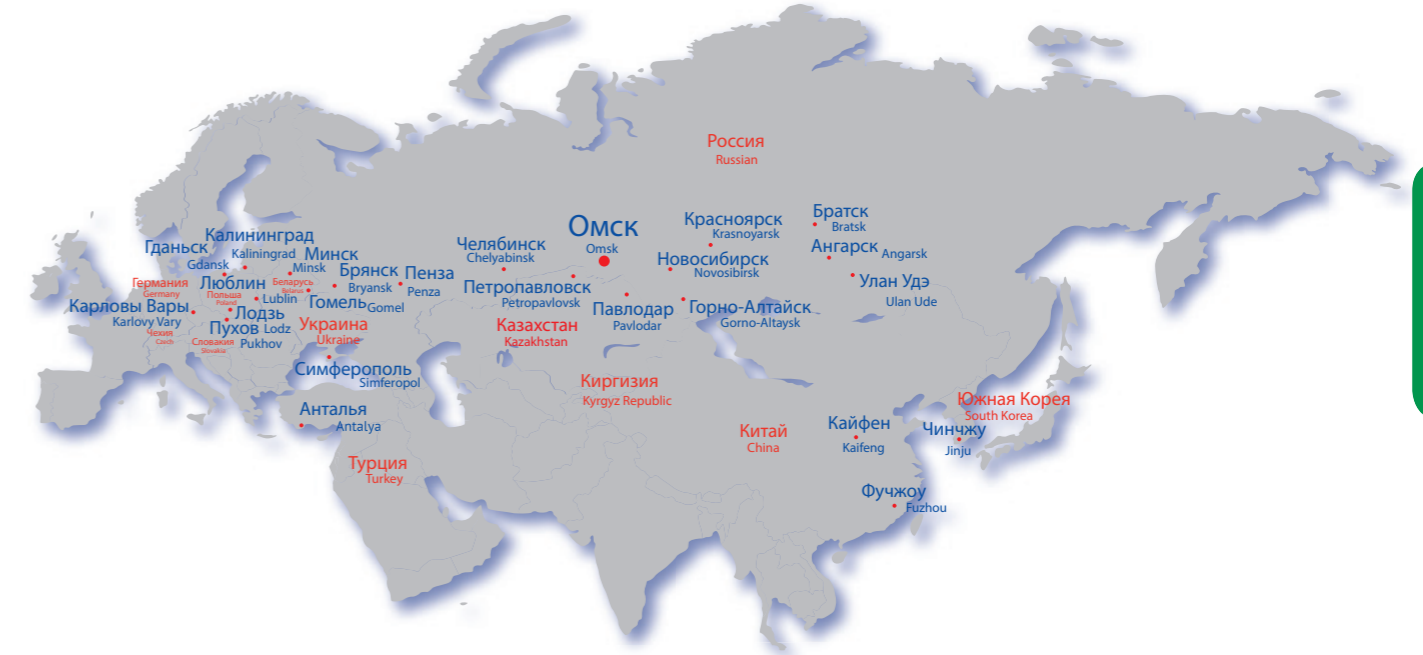 Россия
Russian
Омск
Omsk
Красноярск
Krasnoyarsk
Братск
Bratsk
Ангарск
Angarsk
Челябинск
Chelyabinsk
Новосибирск
Novosibirsk
Улан Удэ
Ulan Ude
Петропавловск
Petropavlovsk
Павлодар
Pavlodar
Горно-Алтайск
Gorno-Altaysk
Калининград
Kaliningrad
Гданьск
Gdansk
Минск
Minsk
Брянск
Bryansk
Пенза
Penza
Германия
Germany
Люблин
Lublin
Беларусь
Belarus
Польша
Poland
Гомель
Gomel
Карловы Вары
Karlovy Vary
Лодзь
Lodz
Пухов
Pukhov
Чехия
Czech
Словакия
Slovakia
Украина
Ukraine
Казахстан
Kazakhstan
Симферополь
Simferopol
Киргизия
Kyrgyz Republic
Анталья
Antalya
Турция
Turkey
Китай
China
Кайфен
Kaifeng
Южная Корея
South Korea
Чинчжу
Jinju
Фучжоу
Fuzhou